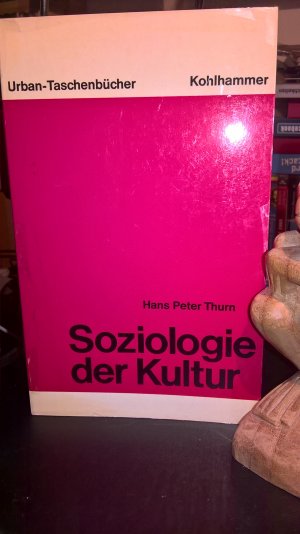 Urban-Taschenbücher Kohlhammer
Hans Peter Thurn
Soziologie
der Kultur